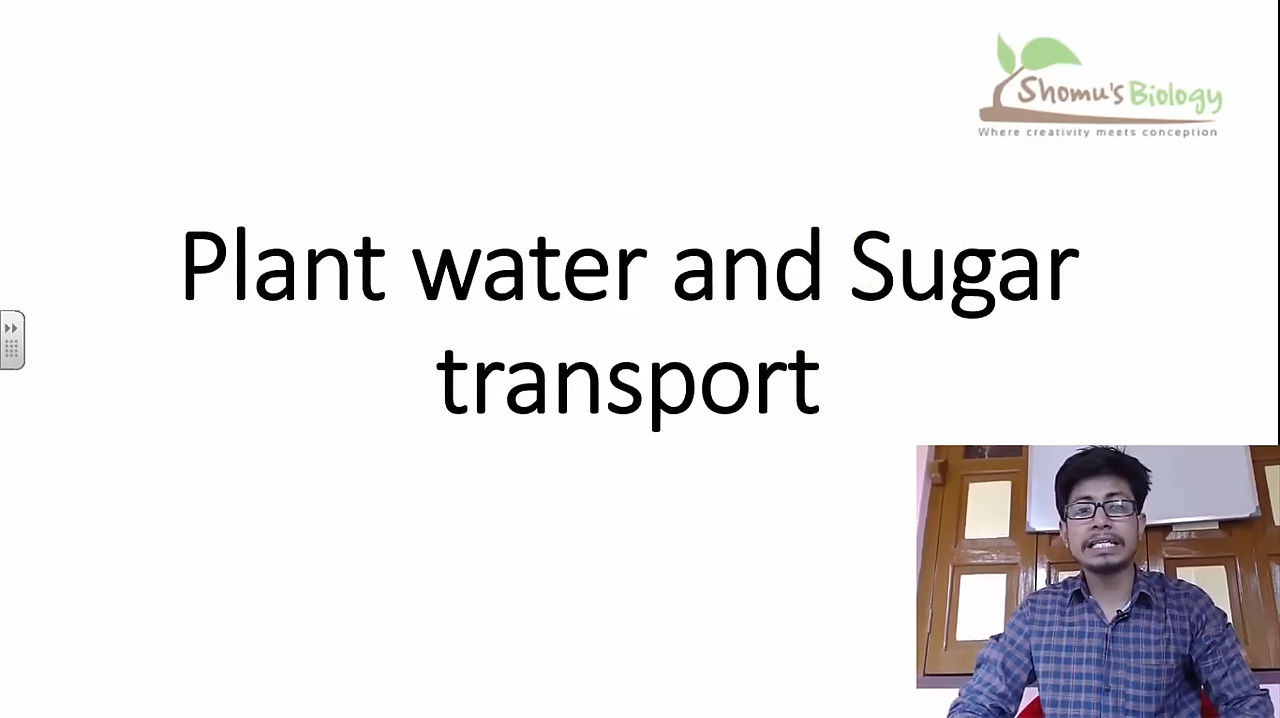 Shomu's Biology
Where creativity meets conception
Plant water and Sugar
transport